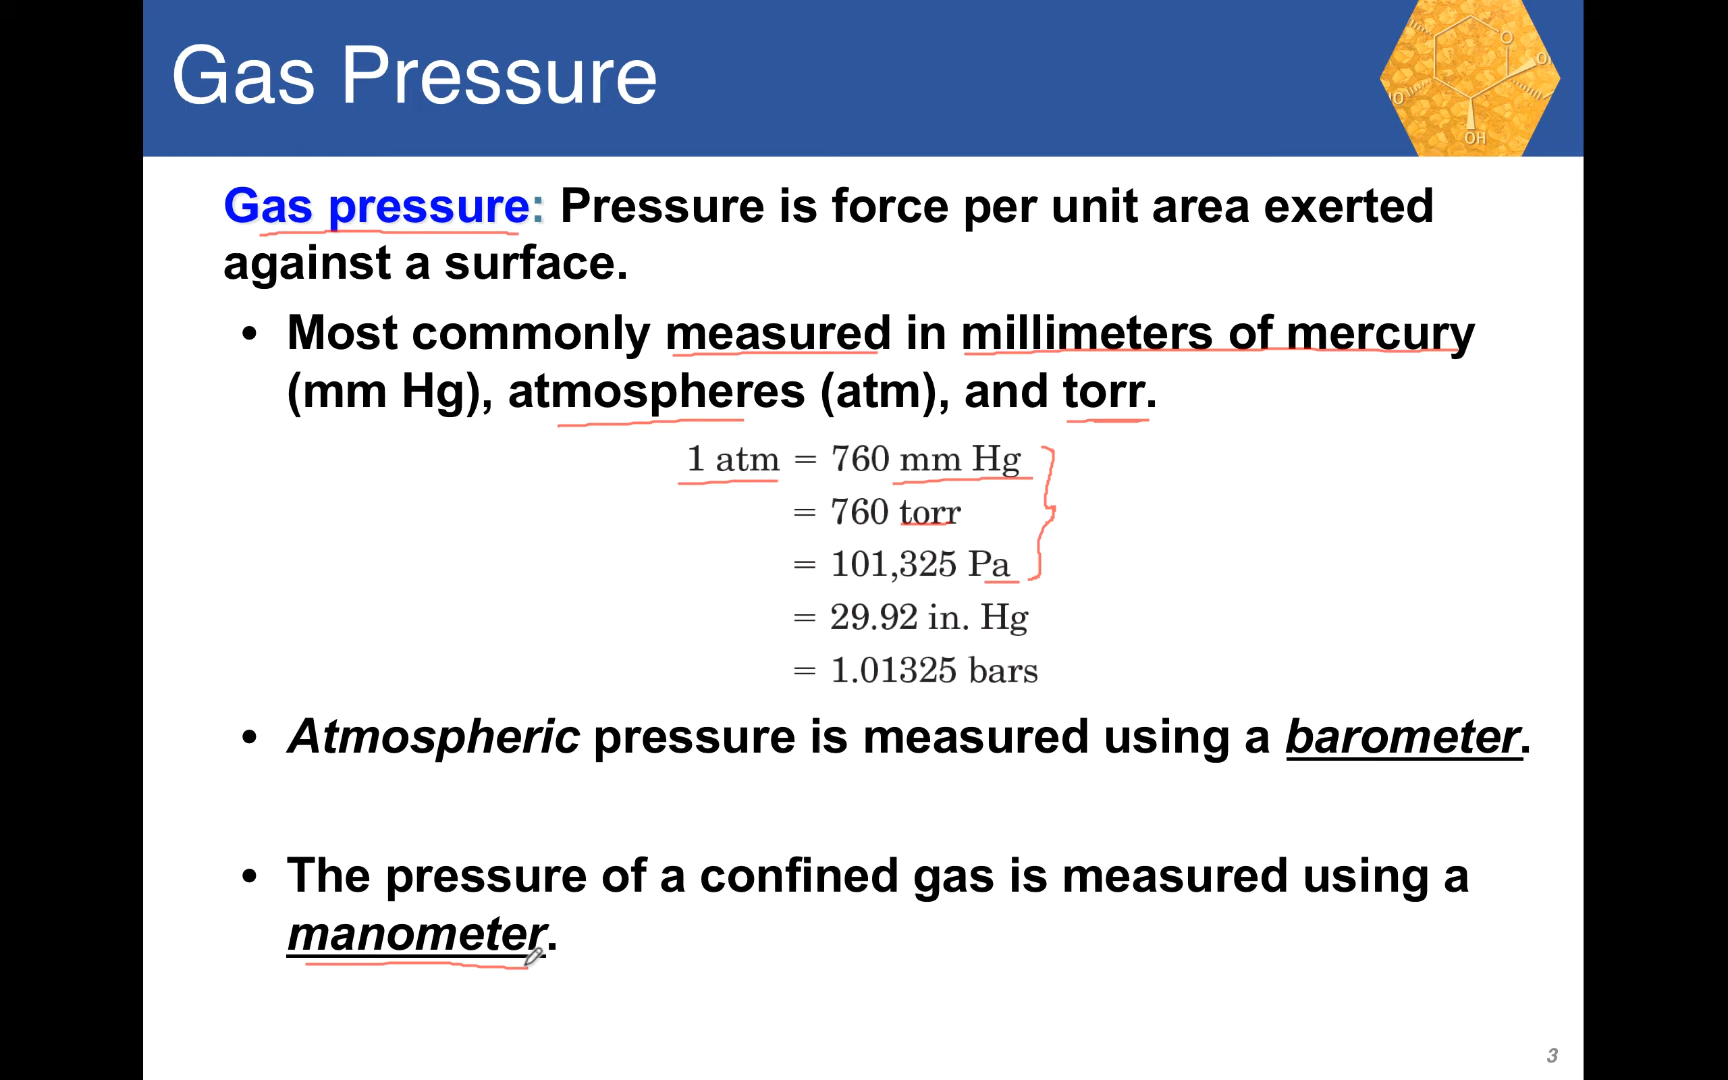 Gas Pressure
O
O
IO
OH
Gas pressure: Pressure is force per unit area exerted
against a surface.
• Most commonly measured in millimeters of mercury
(mm Hg), atmospheres (atm), and torr.
1 atm = 760 mm Hg
= 760 torr
= 101,325 Pa
= 29.92 in. Hg
= 1.01325 bars
• Atmospheric pressure is measured using a barometer.
• The pressure of a confined gas is measured using a
manometer.
3